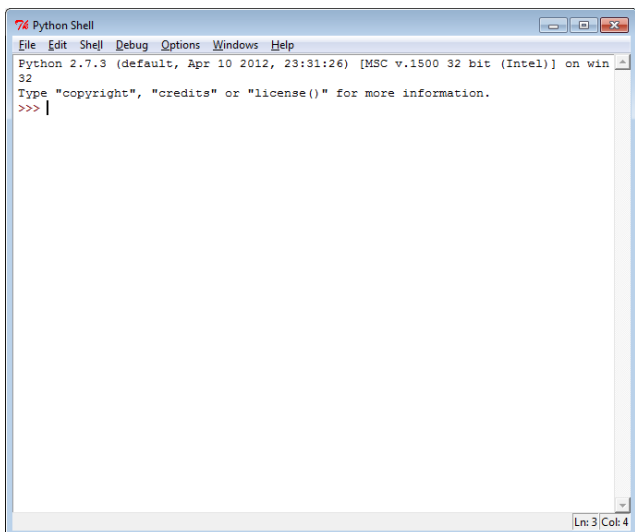 7% Python Shell
File Edit Shell Debug Options Windows Help
Python 2.7.3 (default, Apr 10 2012, 23:31:26) [MSC v.1500 32 bit (Intel)] on win
32
Type "copyright", "credits" or "license()" for more information.
>>>
Ln: 3 Col: 4